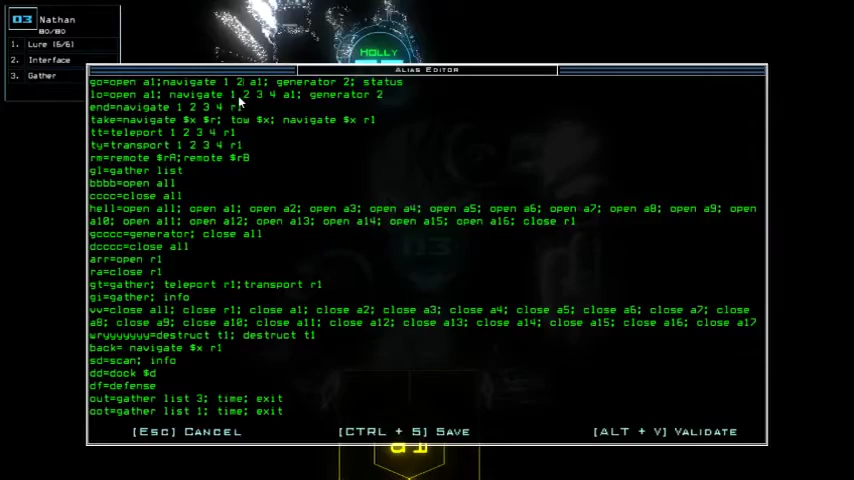 03 Nathan
80/80
1. Lure (6/6)
2. Interface
3. Gather
HOLLY
Alias Editor
go=open a1;navigate 1 2 a1; generator 2; status
lo=open a1; navigate 1 2 3 4 a1; generator 2
end=navigate 1 2 3 4 r1
take=navigate $x $r; tow $x; navigate $x r1
tt=teleport 1 2 3 4 r1
ty=transport 1 2 3 4 r1
rm=remote $rA;remote $rB
gl=gather list
bbbb=open all
cccc=close all
hell=open all; open a1; open a2; open a3; open a4; open a5; open a6; open a7; open a8; open a9; open
a10; open a11; open a12; open a13; open a14; open a15; open a16; close r1
gcccc=generator; close all
dcccc=close all
arr=open r1
ra=close r1
gt=gather; teleport r1;transport r1
gi=gather; info
vv=close all; close r1; close a1; close a2; close a3; close a4; close a5; close a6; close a7; close
a8; close a9; close a10; close a11; close a12; close a13; close a14; close a15; close a16; close a17
wryyyyyy=destruct t1; destruct t1
back= navigate $x r1
sd=scan; info
dd=dock $d
df=defense
out=gather list 3; time; exit
oot=gather list 1; time; exit
[Esc] Cancel
[CTRL + S] Save
[ALT + V] Validate
a1